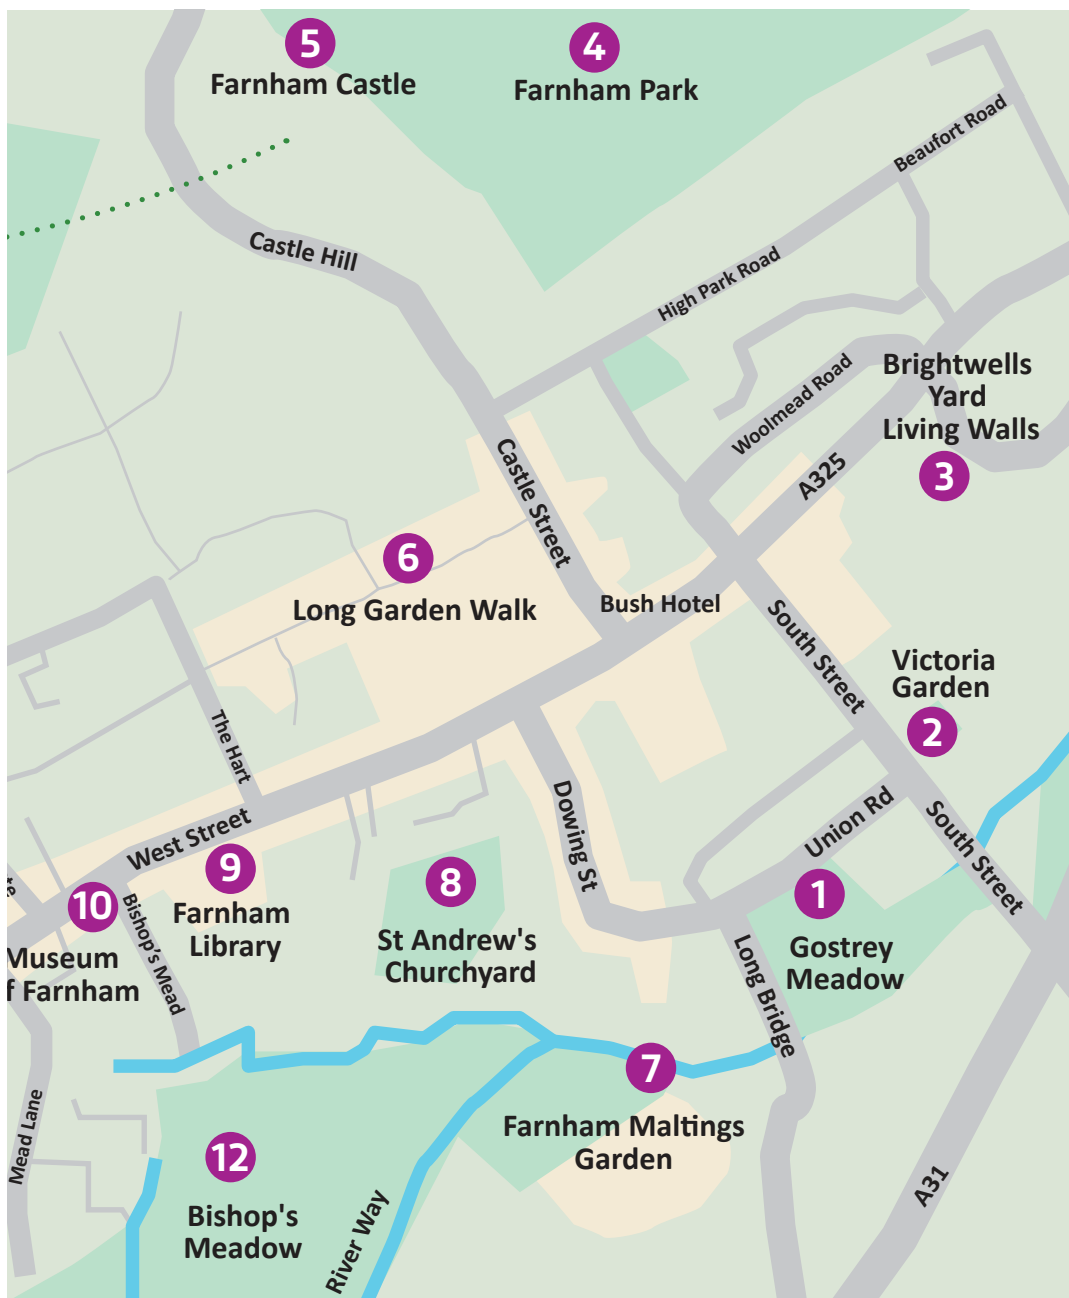 5
Farnham Castle
4
Farnham Park
Beaufort Road
Castle Hill
High Park Road
Woolmead Road
Brightwells
Yard
Living Walls
3
A325
Castle Street
6
Long Garden Walk
Bush Hotel
South Street
Victoria
Garden
2
The Hart
Dowing St
Union Rd
South Street
West Street
9
Farnham
Library
8
St Andrew's
Churchyard
1
Gostrey
Meadow
10
Museum
f Farnham
Bishop's Mead
Long Bridge
7
Farnham Maltings
Garden
Mead Lane
12
Bishop's
Meadow
River Way
A31